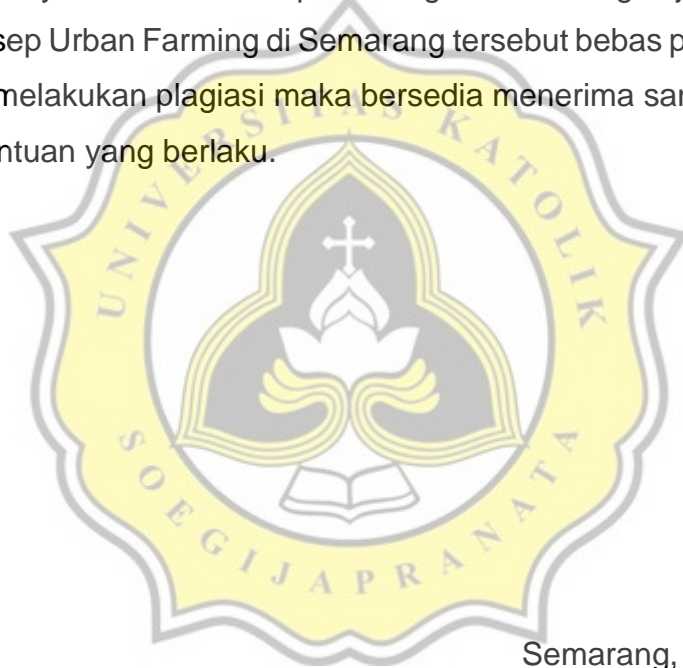 sep Urban Farming di Semarang tersebut bebas p
melakukan plagiasi maka bersedia menerima sa
ntuan yang berlaku.
UNIVERSITAS KATOLIK
SOEGIJAPRANATA
Semarang,